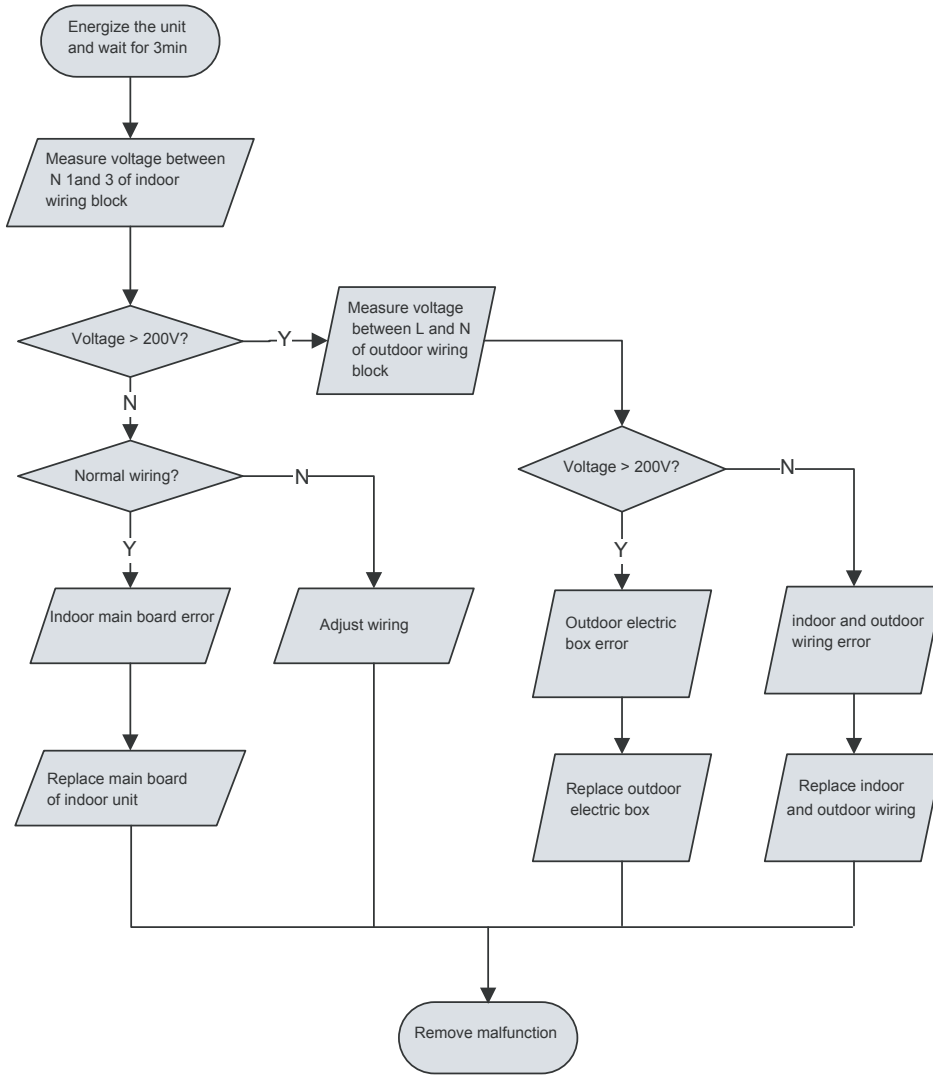 Energize the unit
and wait for 3min
Measure voltage between
N 1and 3 of indoor
wiring block
Voltage > 200V?
Y
Measure voltage
between L and N
of outdoor wiring
block
N
Normal wiring?
N
Voltage > 200V?
N
Y
Y
Indoor main board error
Adjust wiring
Outdoor electric
box error
indoor and outdoor
wiring error
Replace main board
of indoor unit
Replace outdoor
electric box
Replace indoor
and outdoor wiring
Remove malfunction